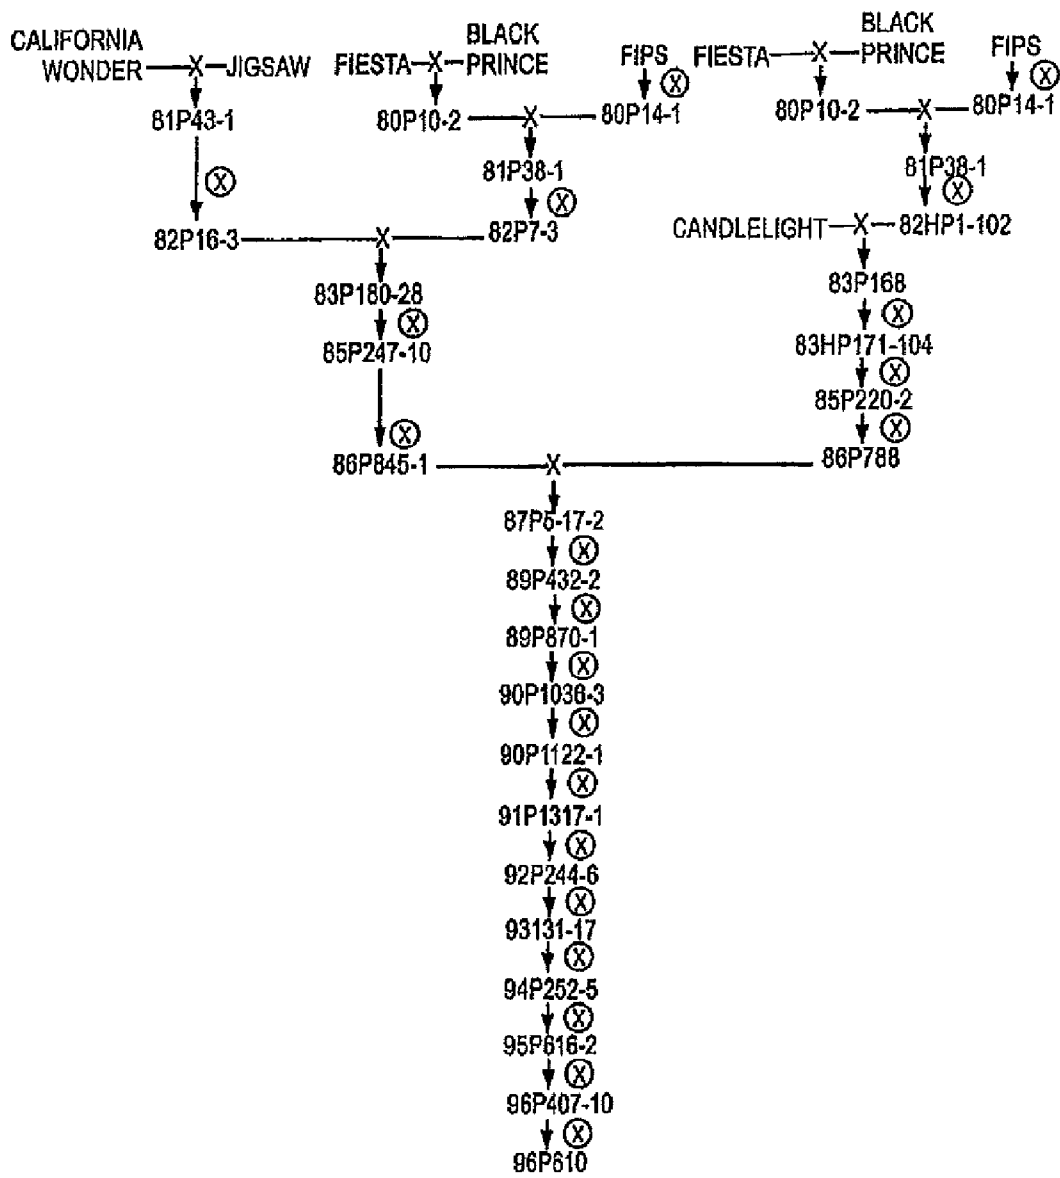 CALIFORNIA WONDER X JIGSAW FIESTA X BLACK PRINCE FIPS FIESTA X BLACK PRINCE FIPS
Ⓧ Ⓧ
81P43-1 80P10-2 X 80P14-1 80P10-2 X 80P14-1
81P38-1 81P38-1
Ⓧ Ⓧ Ⓧ
82P16-3 X 82P7-3 CANDLELIGHT X 82HP1-102
83P180-28 83P168
Ⓧ Ⓧ
85P247-10 83HP171-104
Ⓧ
85P220-2
Ⓧ Ⓧ
86P845-1 X 86P788
87P5-17-2
Ⓧ
89P432-2
Ⓧ
89P870-1
Ⓧ
90P1036-3
Ⓧ
90P1122-1
Ⓧ
91P1317-1
Ⓧ
92P244-6
Ⓧ
93131-17
Ⓧ
94P252-5
Ⓧ
95P616-2
Ⓧ
96P407-10
Ⓧ
96P610